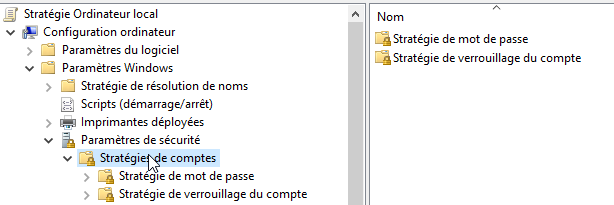 Stratégie Ordinateur local
Configuration ordinateur
Paramètres du logiciel
Paramètres Windows
Stratégie de résolution de noms
Scripts (démarrage/arrêt)
Imprimantes déployées
Paramètres de sécurité
Stratégies de comptes
Stratégie de mot de passe
Stratégie de verrouillage du compte
Nom
Stratégie de mot de passe
Stratégie de verrouillage du compte